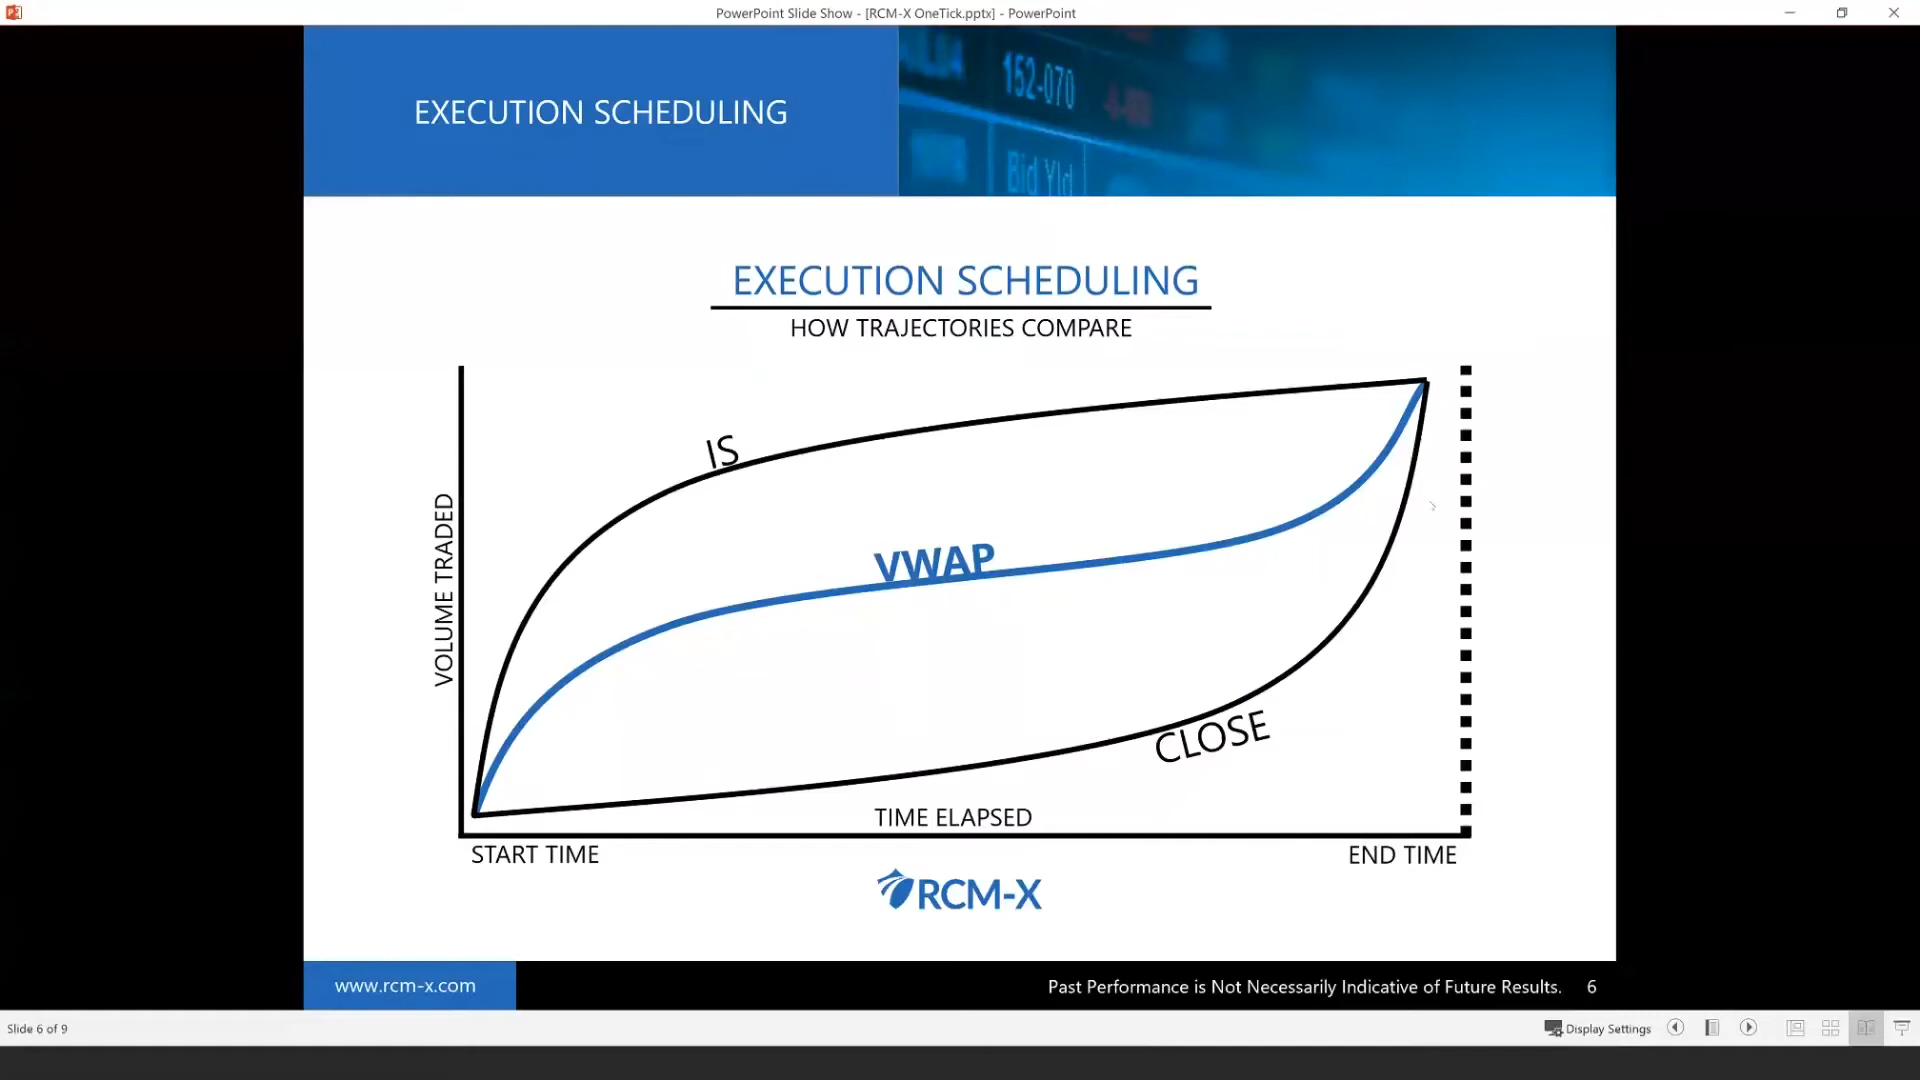 PowerPoint Slide Show - [RCM-X OneTick.pptx] - PowerPoint
EXECUTION SCHEDULING
152-070
Bid Yld
EXECUTION SCHEDULING
HOW TRAJECTORIES COMPARE
IS
VWAP
CLOSE
VOLUME TRADED
TIME ELAPSED
START TIME
END TIME
RCM-X
www.rcm-x.com
Past Performance is Not Necessarily Indicative of Future Results.
6
Slide 6 of 9
Display Settings